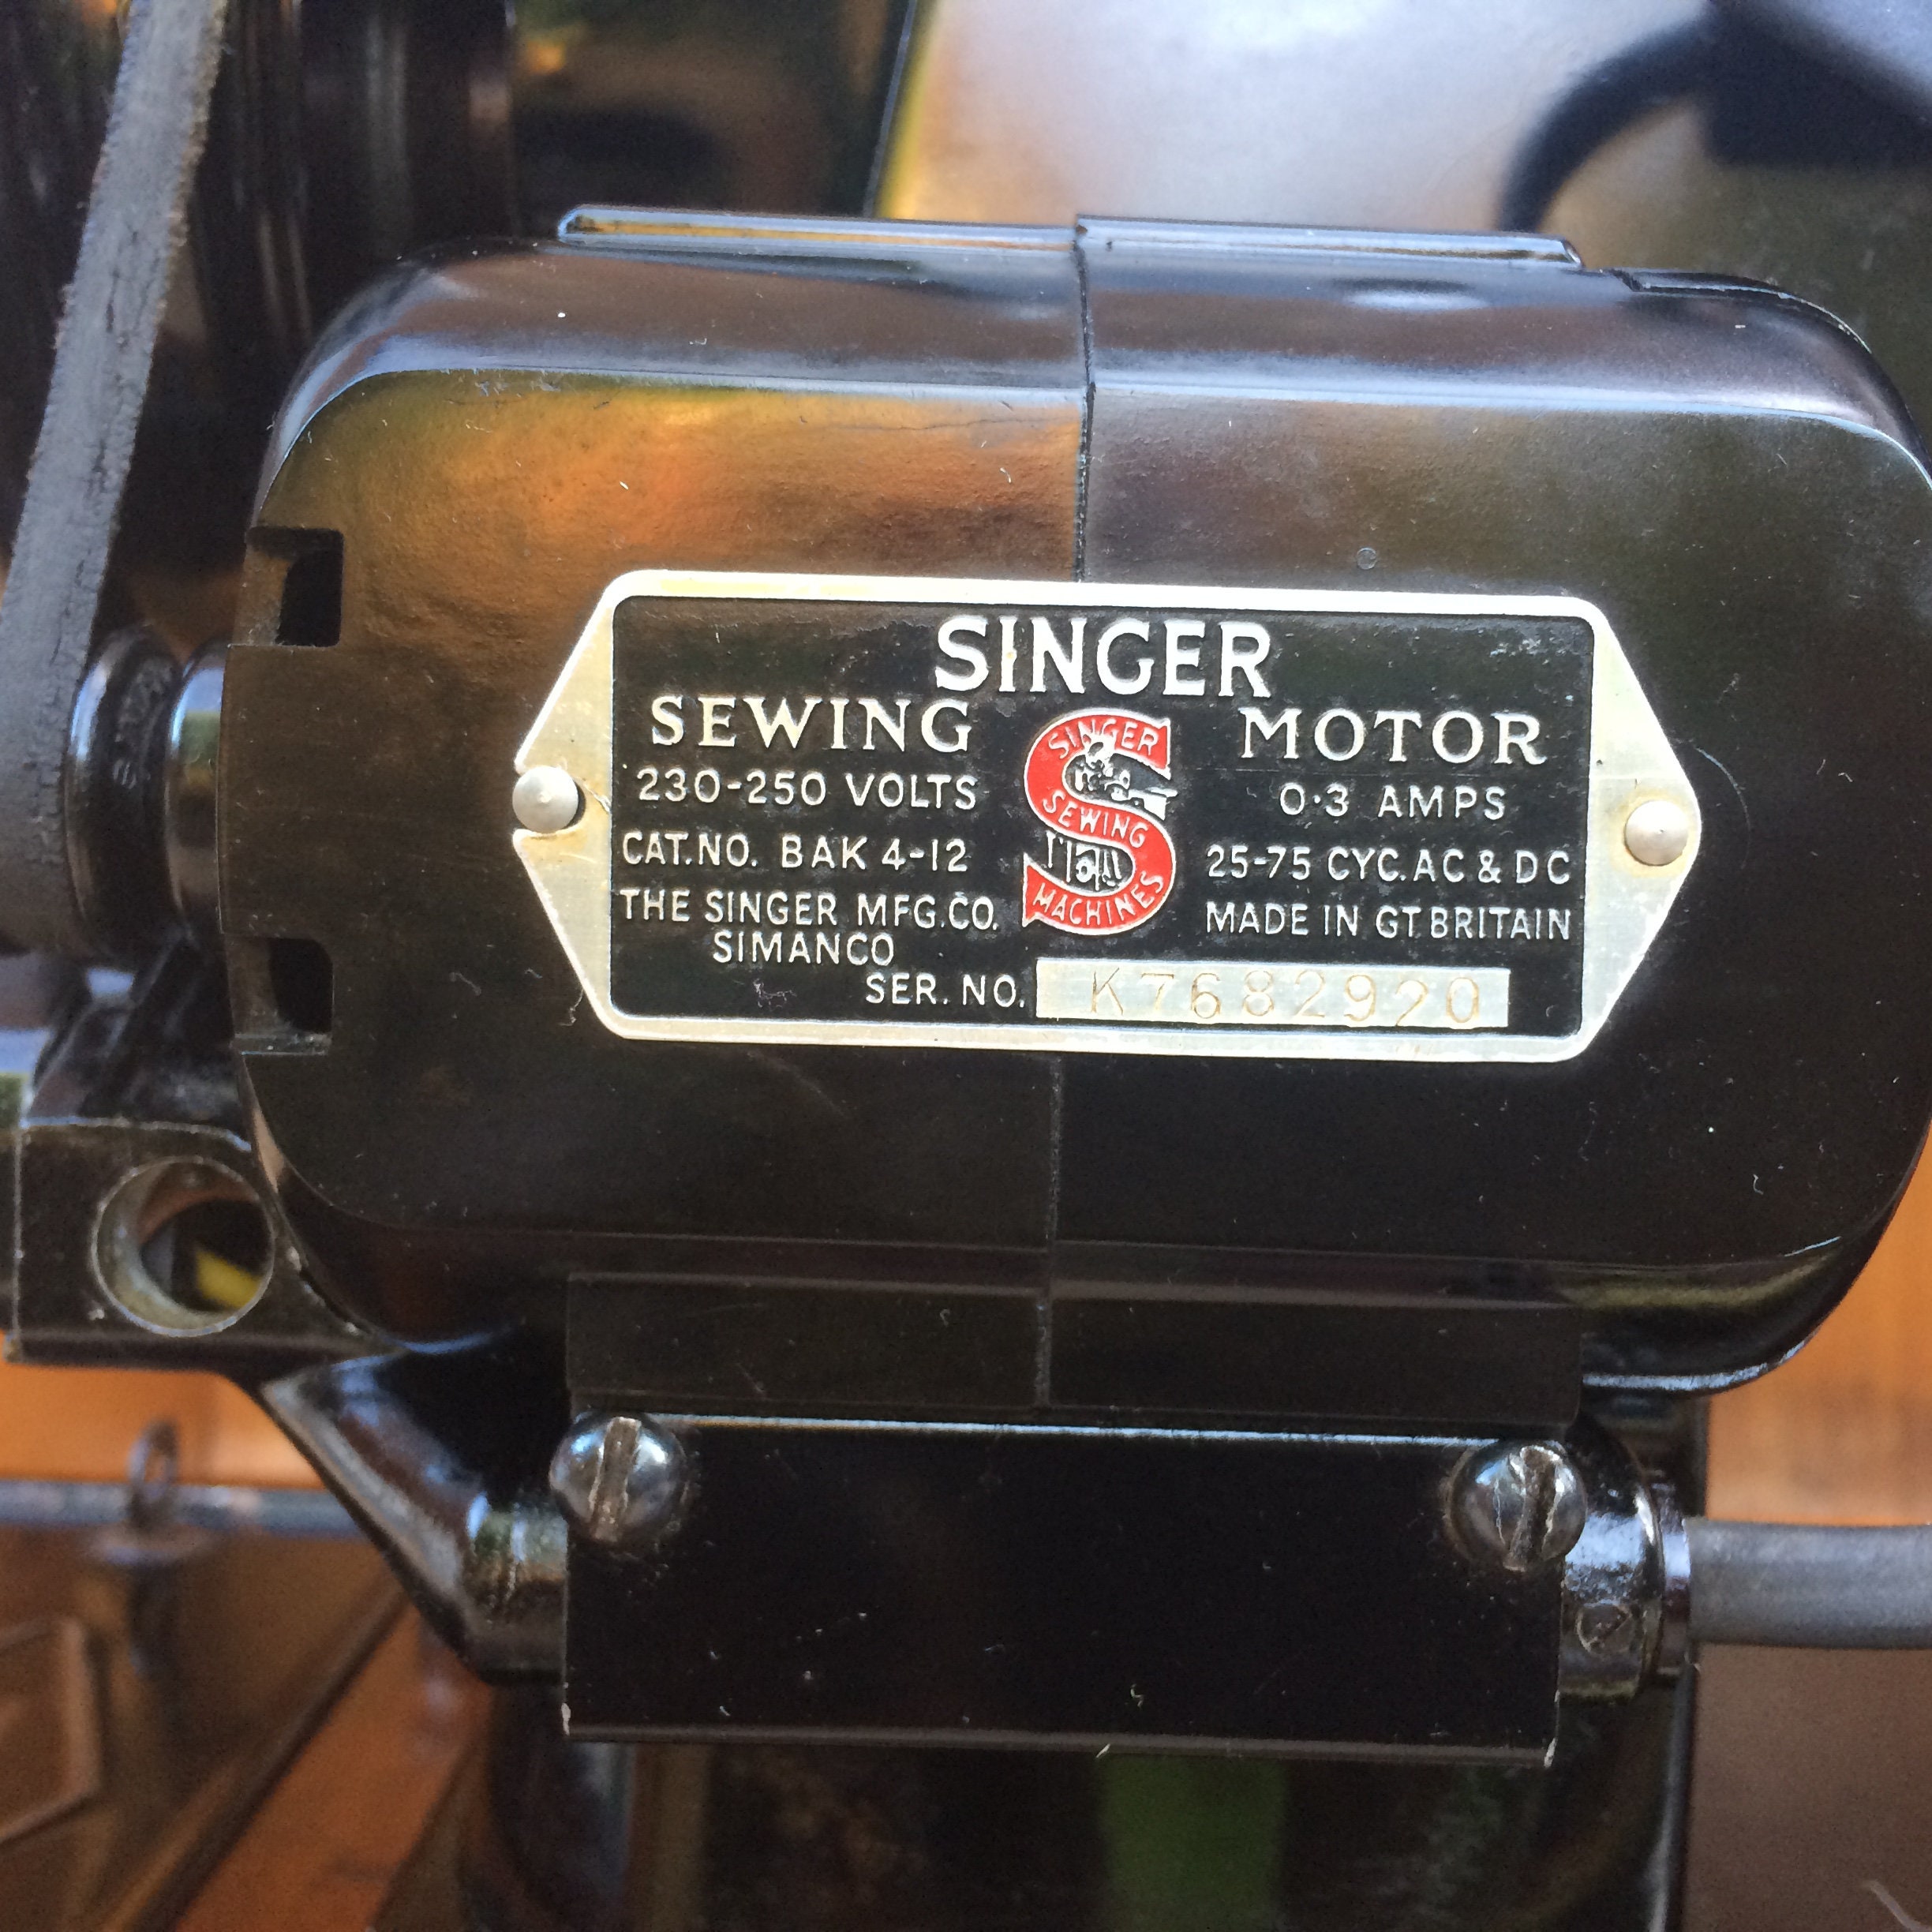 SINGER
SEWING MOTOR
230-250 VOLTS 0·3 AMPS
CAT.NO. BAK 4-12 25-75 CYC. AC & DC
THE SINGER MFG.CO. MADE IN GT BRITAIN
SIMANCO
SER. NO. K7682920
SINGER
SEWING
MACHINES